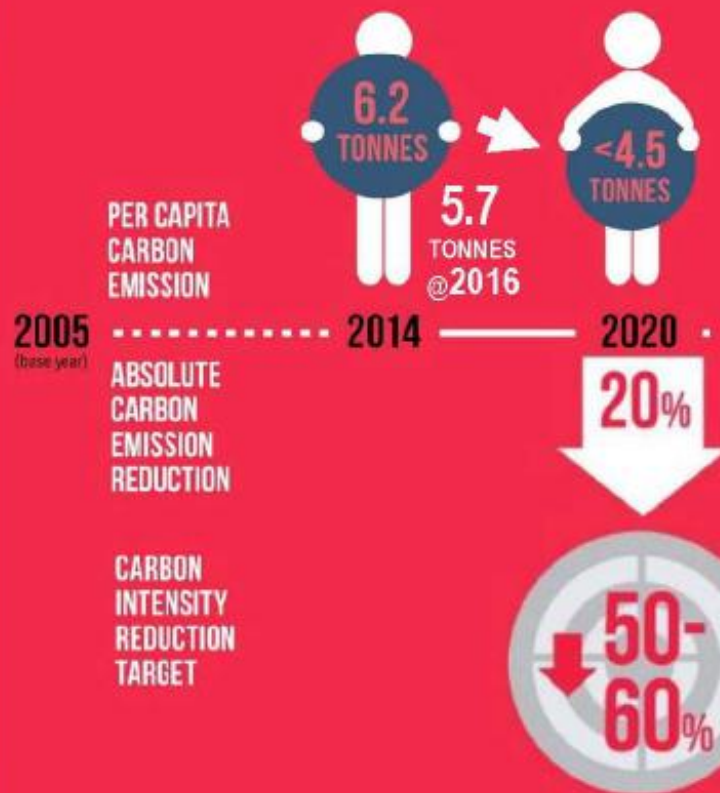 6.2
TONNES
<4.5
TONNES
5.7
TONNES
@2016
PER CAPITA
CARBON
EMISSION
2005
(base year)
2014
2020
ABSOLUTE
CARBON
EMISSION
REDUCTION
20%
CARBON
INTENSITY
REDUCTION
TARGET
50-
60%